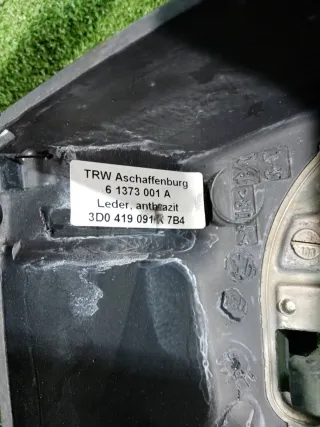 TRW Aschaffenburg
6 1373 001 A
Leder, anthrazit
3D0 419 091 7B4